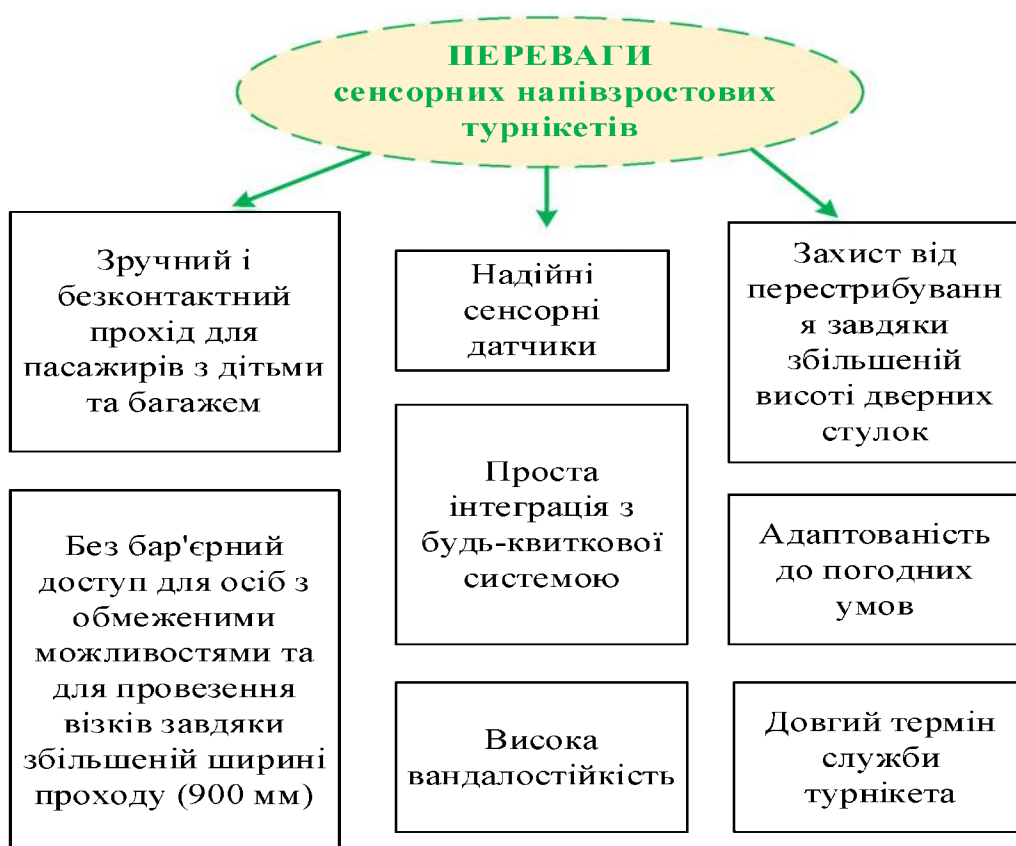 ПЕРЕВАГИ
сенсорних напівзростових
турнікетів
Зручний і
безконтактний
прохід для
пасажирів з дітьми
та багажем
Без бар'єрний
доступ для осіб з
обмеженими
можливостями та
для провезення
візків завдяки
збільшеній ширині
проходу (900 мм)
Надійні
сенсорні
датчики
Проста
інтеграція з
будь-квиткової
системою
Висока
вандалостійкість
Захист від
перестрибуванн
я завдяки
збільшеній
висоті дверних
стулок
Адаптованість
до погодних
умов
Довгий термін
служби
турнікета